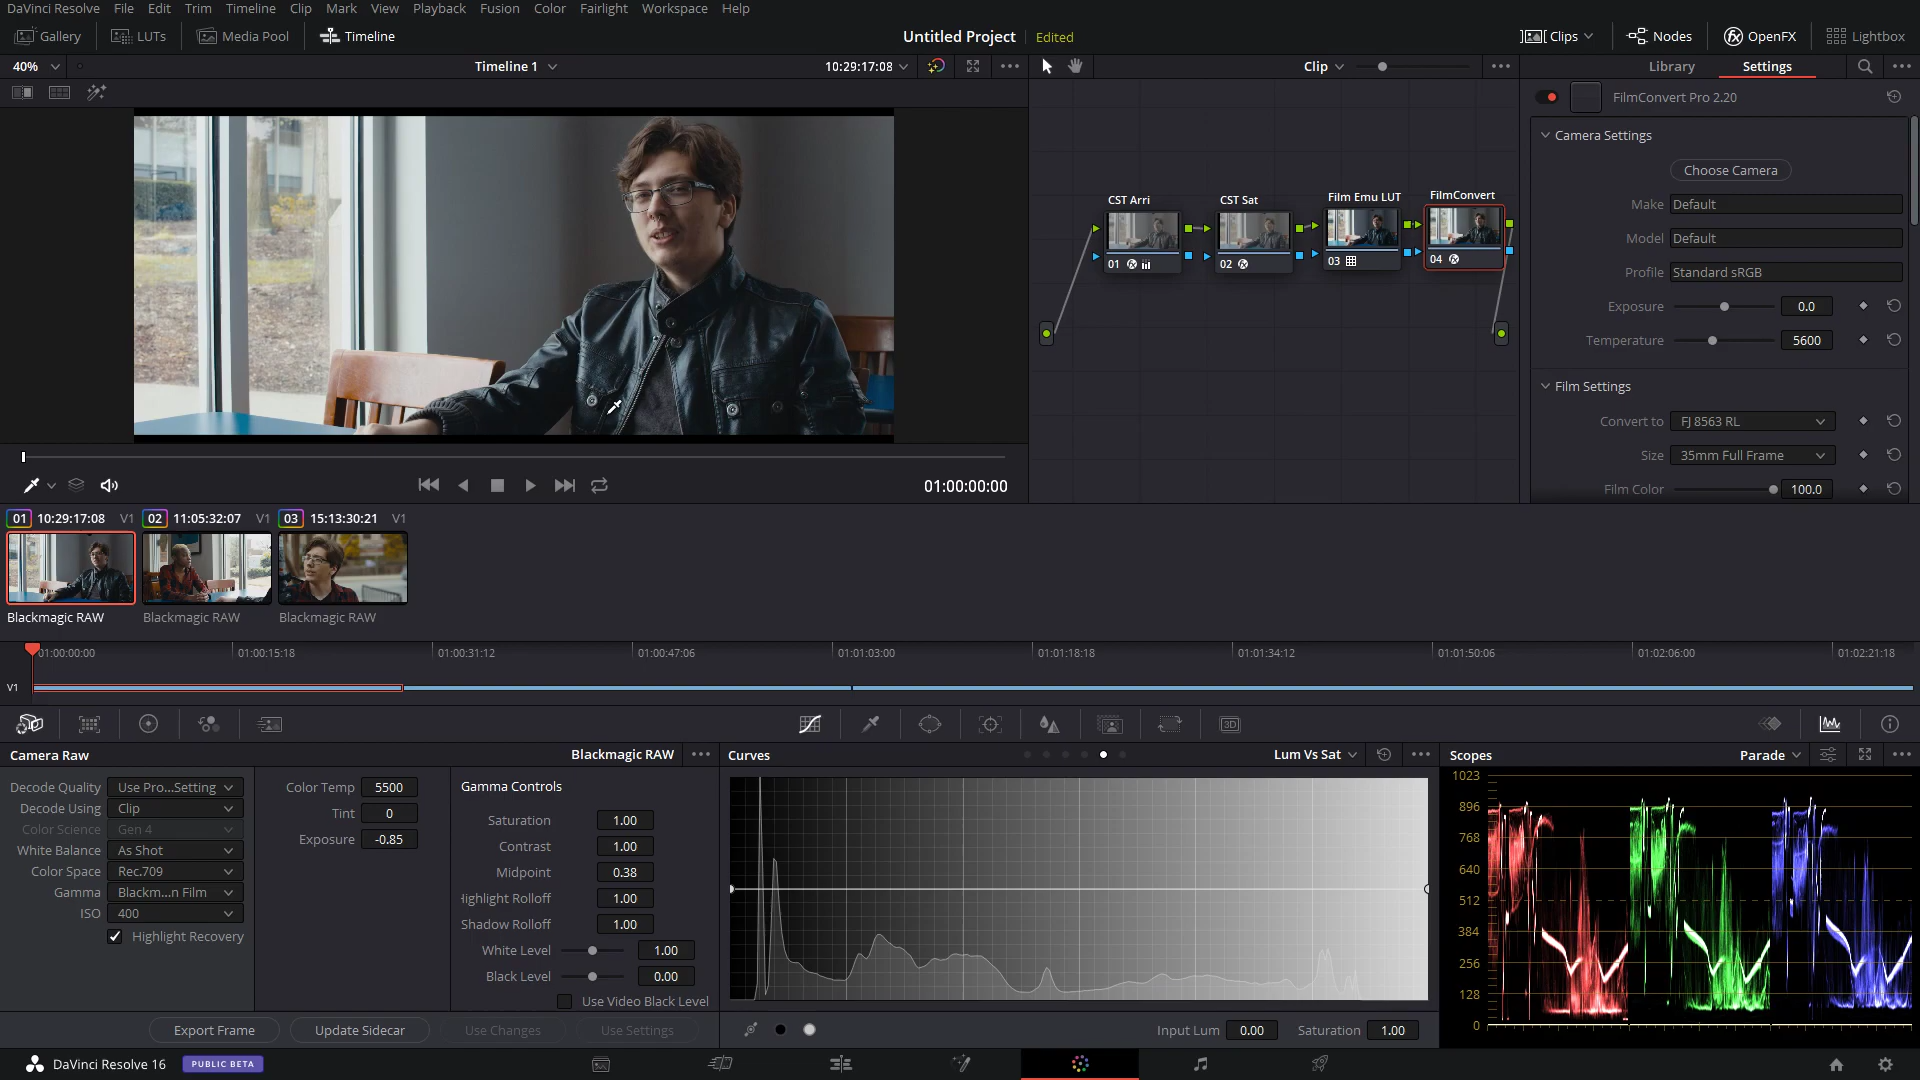 DaVinci Resolve File Edit Trim Timeline Clip Mark View Playback Fusion Color Fairlight Workspace Help
Gallery LUTs Media Pool Timeline Untitled Project Edited Clips Nodes OpenFX Lightbox
40% Timeline 1 10:29:17:08 Clip Library Settings
FilmConvert Pro 2.20
Camera Settings
Choose Camera
Make Default
Model Default
Profile Standard sRGB
Exposure 0.0
Temperature 5600
Film Settings
Convert to FJ 8563 RL
Size 35mm Full Frame
Film Color 100.0
CST Arri CST Sat Film Emu LUT FilmConvert
01 02 03 04
01:00:00:00
01 10:29:17:08 V1 02 11:05:32:07 V1 03 15:13:30:21 V1
Blackmagic RAW Blackmagic RAW Blackmagic RAW
01:00:00:00 01:00:15:18 01:00:31:12 01:00:47:06 01:01:03:00 01:01:18:18 01:01:34:12 01:01:50:06 01:02:06:00 01:02:21:18
V1
3D
Camera Raw Blackmagic RAW
Decode Quality Use Pro...Setting
Decode Using Clip
Color Science Gen 4
White Balance As Shot
Color Space Rec.709
Gamma Blackm...n Film
ISO 400
Highlight Recovery
Color Temp 5500
Tint 0
Exposure -0.85
Gamma Controls
Saturation 1.00
Contrast 1.00
Midpoint 0.38
Highlight Rolloff 1.00
Shadow Rolloff 1.00
White Level 1.00
Black Level 0.00
Use Video Black Level
Export Frame Update Sidecar Use Changes Use Settings
Curves Lum Vs Sat
Input Lum 0.00 Saturation 1.00
Scopes Parade
1023
896
768
640
512
384
256
128
0
DaVinci Resolve 16 PUBLIC BETA